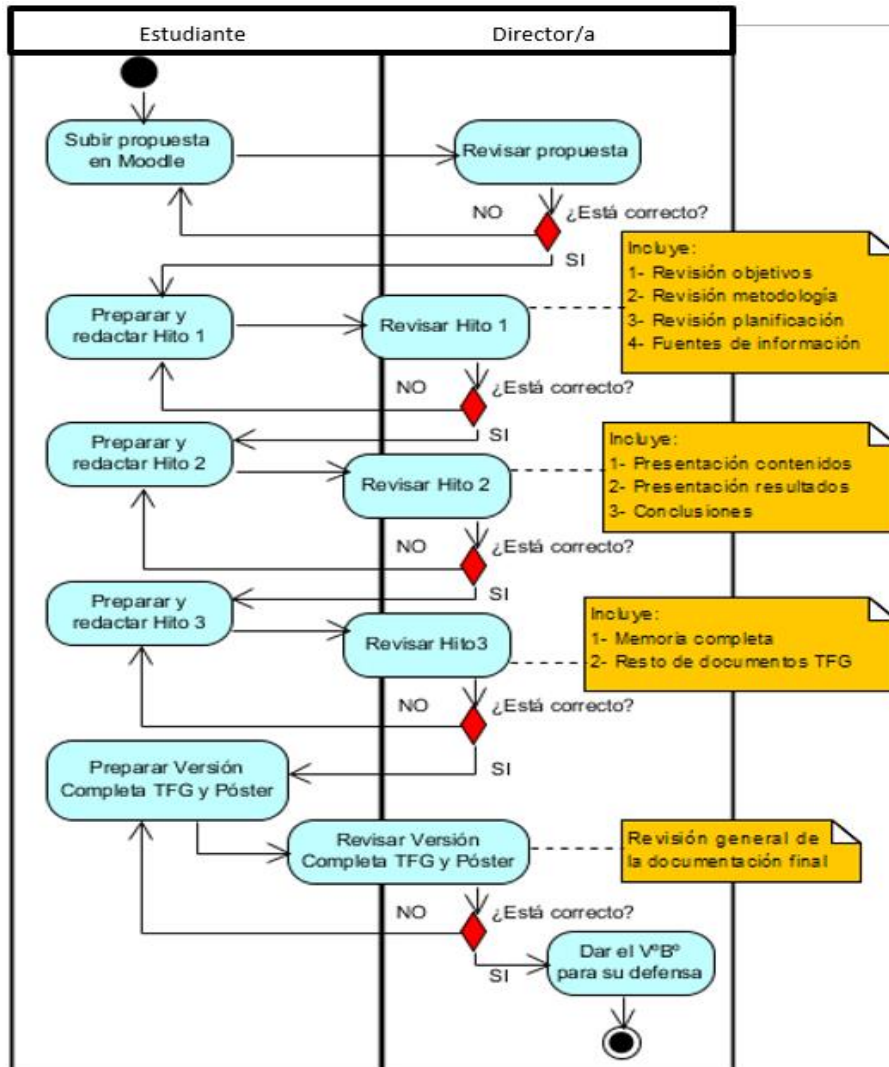 Estudiante
Director/a
Subir propuesta
en Moodle
Revisar propuesta
NO
¿Está correcto?
SI
Incluye:
1- Revisión objetivos
2- Revisión metodología
3- Revisión planificación
4- Fuentes de información
Preparar y
redactar Hito 1
Revisar Hito 1
NO
¿Está correcto?
SI
Preparar y
redactar Hito 2
Revisar Hito 2
Incluye:
1- Presentación contenidos
2- Presentación resultados
3- Conclusiones
NO
¿Está correcto?
SI
Preparar y
redactar Hito 3
Revisar Hito3
Incluye:
1- Memoria completa
2- Resto de documentos TFG
NO
¿Está correcto?
SI
Preparar Versión
Completa TFG y Póster
Revisar Versión
Completa TFG y Póster
Revisión general de
la documentación final
NO
¿Está correcto?
SI
Dar el VºBº
para su defensa